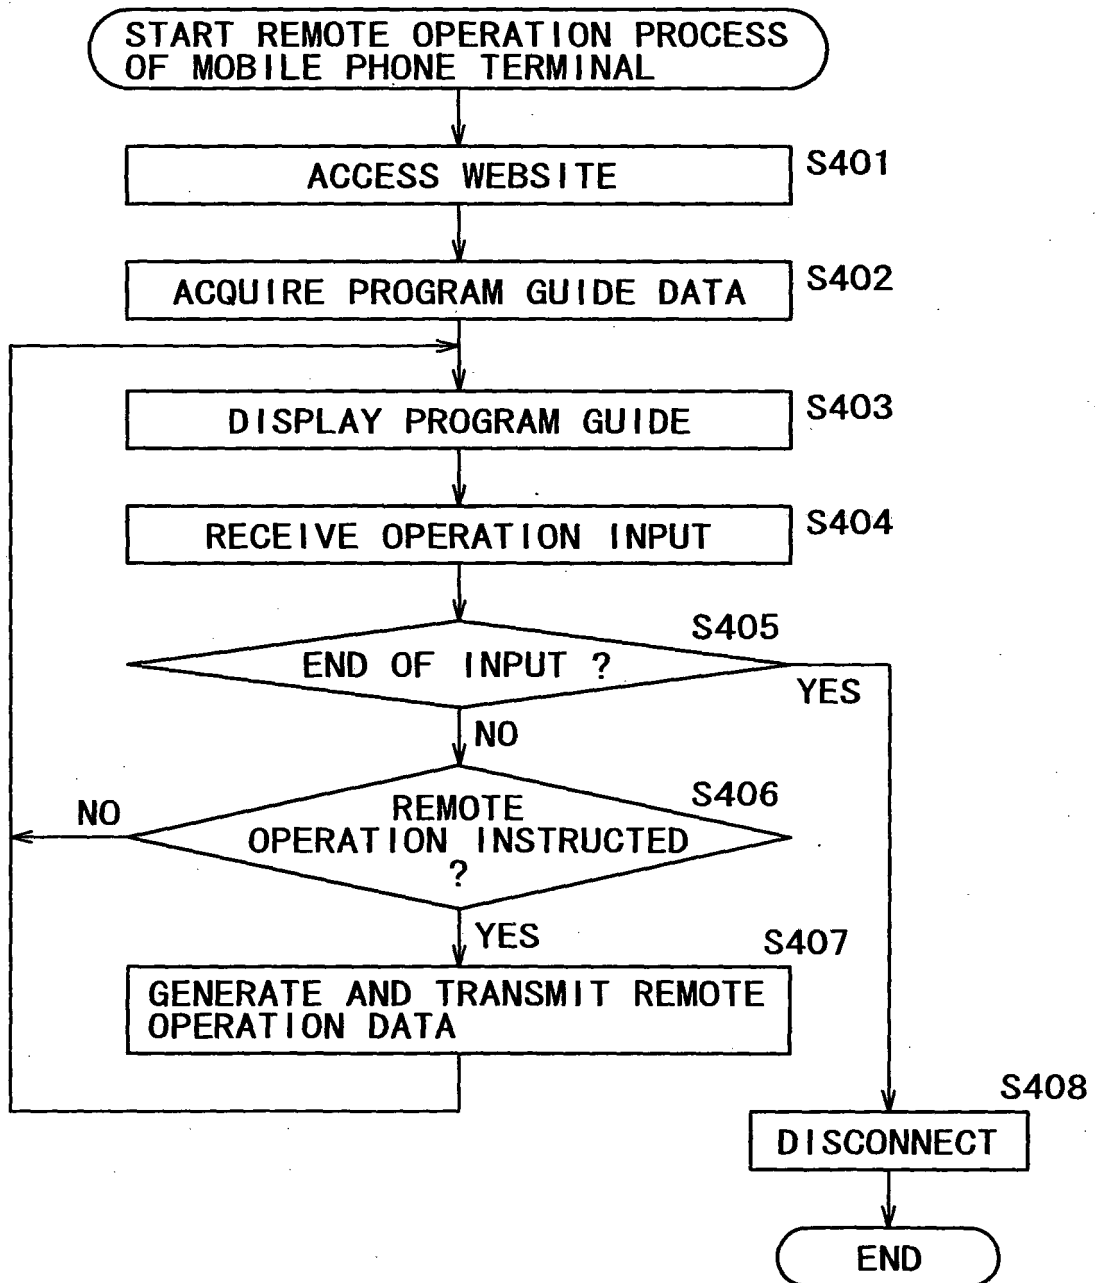 START REMOTE OPERATION PROCESS
OF MOBILE PHONE TERMINAL
ACCESS WEBSITE
S401
ACQUIRE PROGRAM GUIDE DATA
S402
DISPLAY PROGRAM GUIDE
S403
RECEIVE OPERATION INPUT
S404
S405
END OF INPUT ?
YES
NO
S406
NO
REMOTE
OPERATION INSTRUCTED
?
YES
S407
GENERATE AND TRANSMIT REMOTE
OPERATION DATA
S408
DISCONNECT
END